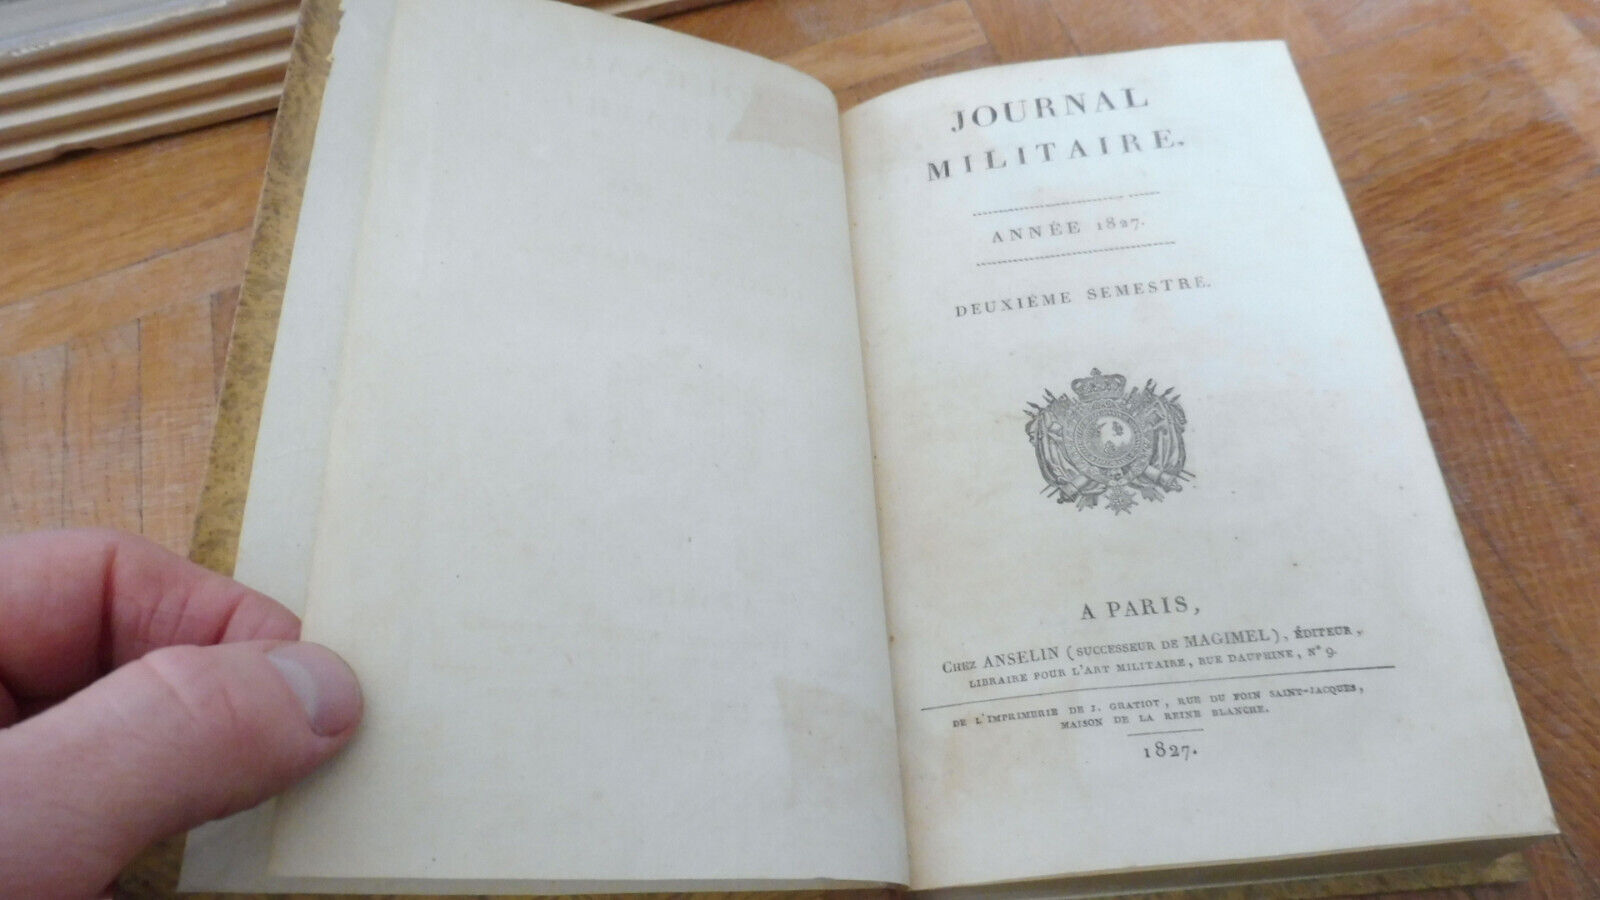 JOURNAL
MILITAIRE.
ANNÉE 1827.
DEUXIÈME SEMESTRE.
A PARIS,
CHEZ ANSELIN (SUCCESSEUR DE MAGIMEL), ÉDITEUR,
LIBRAIRE POUR L'ART MILITAIRE, RUE DAUPHINE, N° 9.
DE L'IMPRIMERIE DE J. GRATIOT, RUE DU FOIN SAINT-JACQUES,
MAISON DE LA REINE BLANCHE.
1827.